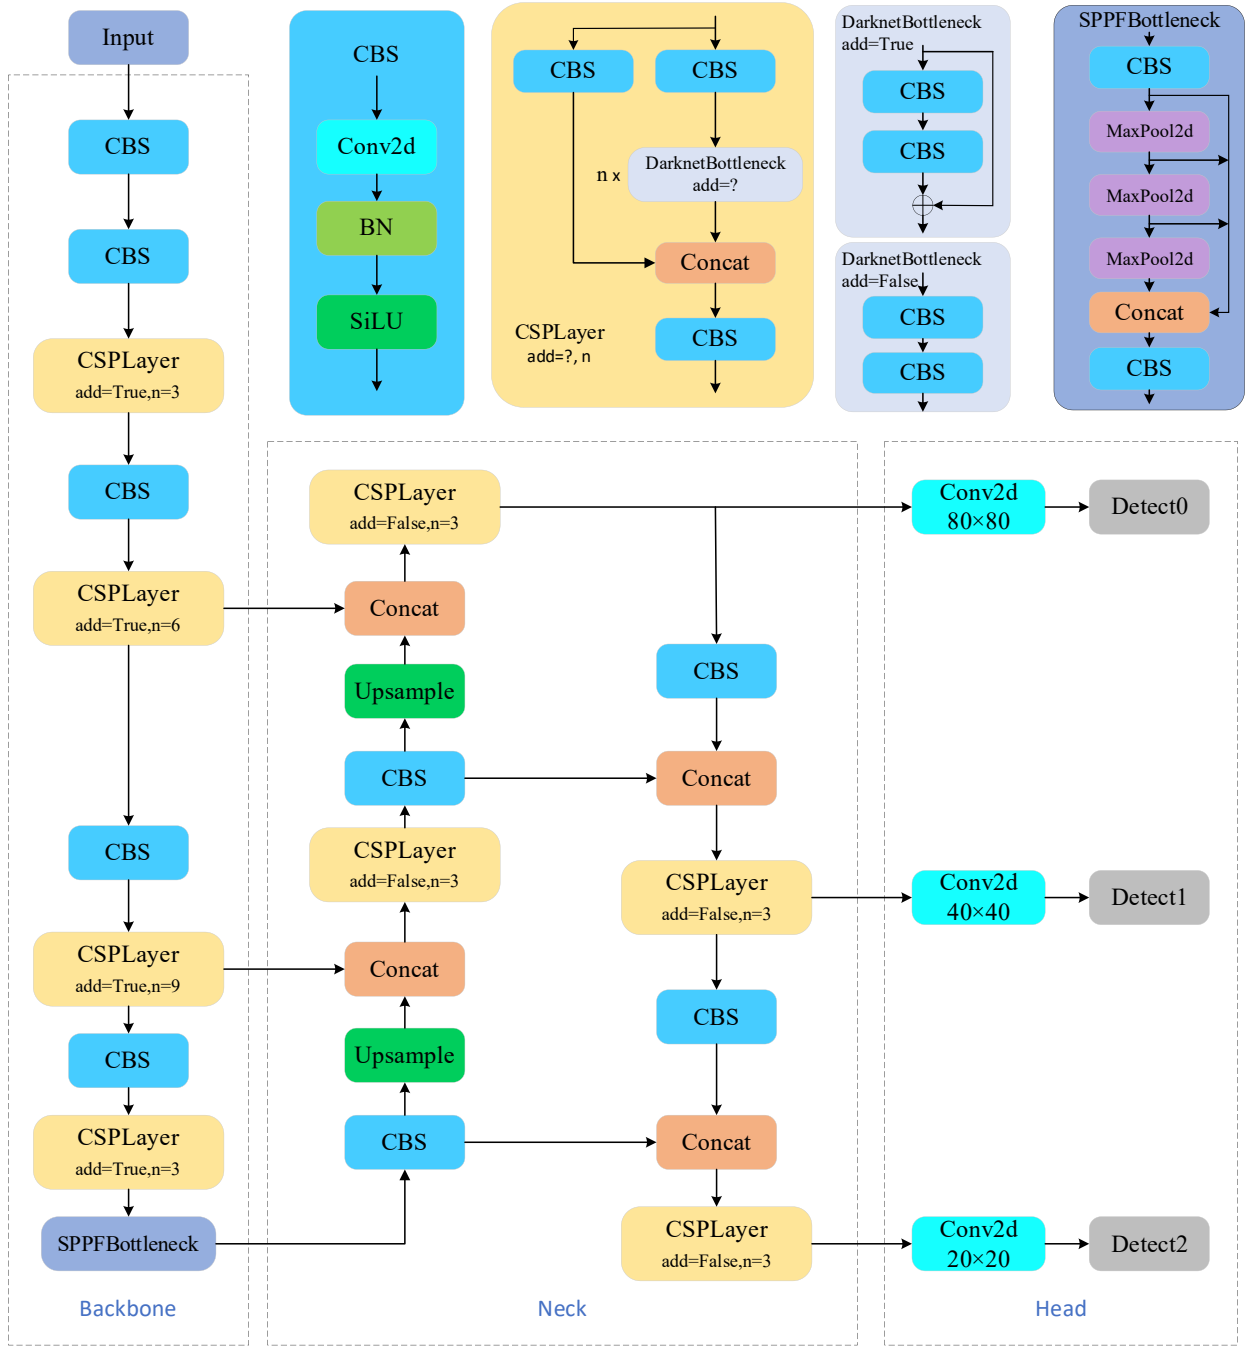 Input
CBS
CBS
CSPLayer
add=True,n=3
CBS
CSPLayer
add=True,n=6
CBS
CSPLayer
add=True,n=9
CBS
CSPLayer
add=True,n=3
SPPFBottleneck
Backbone
CBS
Conv2d
BN
SiLU
CBS
CBS
n x
DarknetBottleneck
add=?
Concat
CBS
CSPLayer
add=?, n
DarknetBottleneck
add=True
CBS
CBS
DarknetBottleneck
add=False
CBS
CBS
SPPFBottleneck
CBS
MaxPool2d
MaxPool2d
MaxPool2d
Concat
CBS
CSPLayer
add=False,n=3
Concat
Upsample
CBS
CSPLayer
add=False,n=3
Concat
Upsample
CBS
CBS
Concat
CSPLayer
add=False,n=3
CBS
Concat
CSPLayer
add=False,n=3
Neck
Conv2d
80×80
Detect0
Conv2d
40×40
Detect1
Conv2d
20×20
Detect2
Head